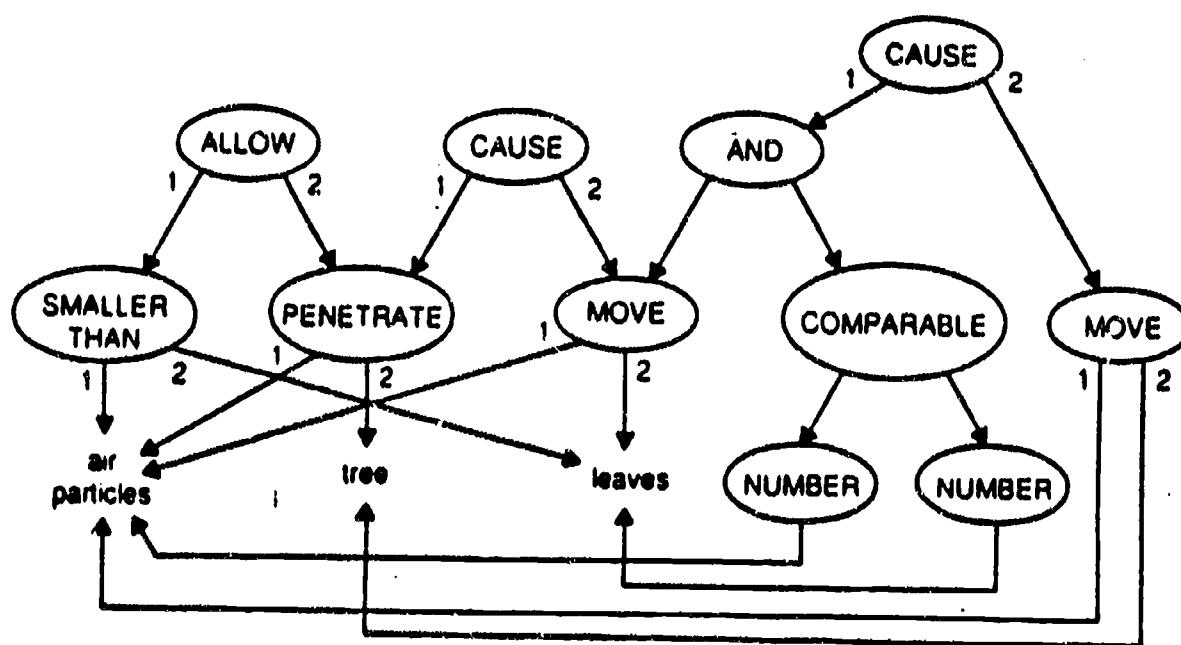 CAUSE
1
2
ALLOW
CAUSE
AND
1
2
1
2
SMALLER
THAN
PENETRATE
MOVE
COMPARABLE
MOVE
1
2
1
2
1
2
1
2
air
particles
tree
leaves
NUMBER
NUMBER